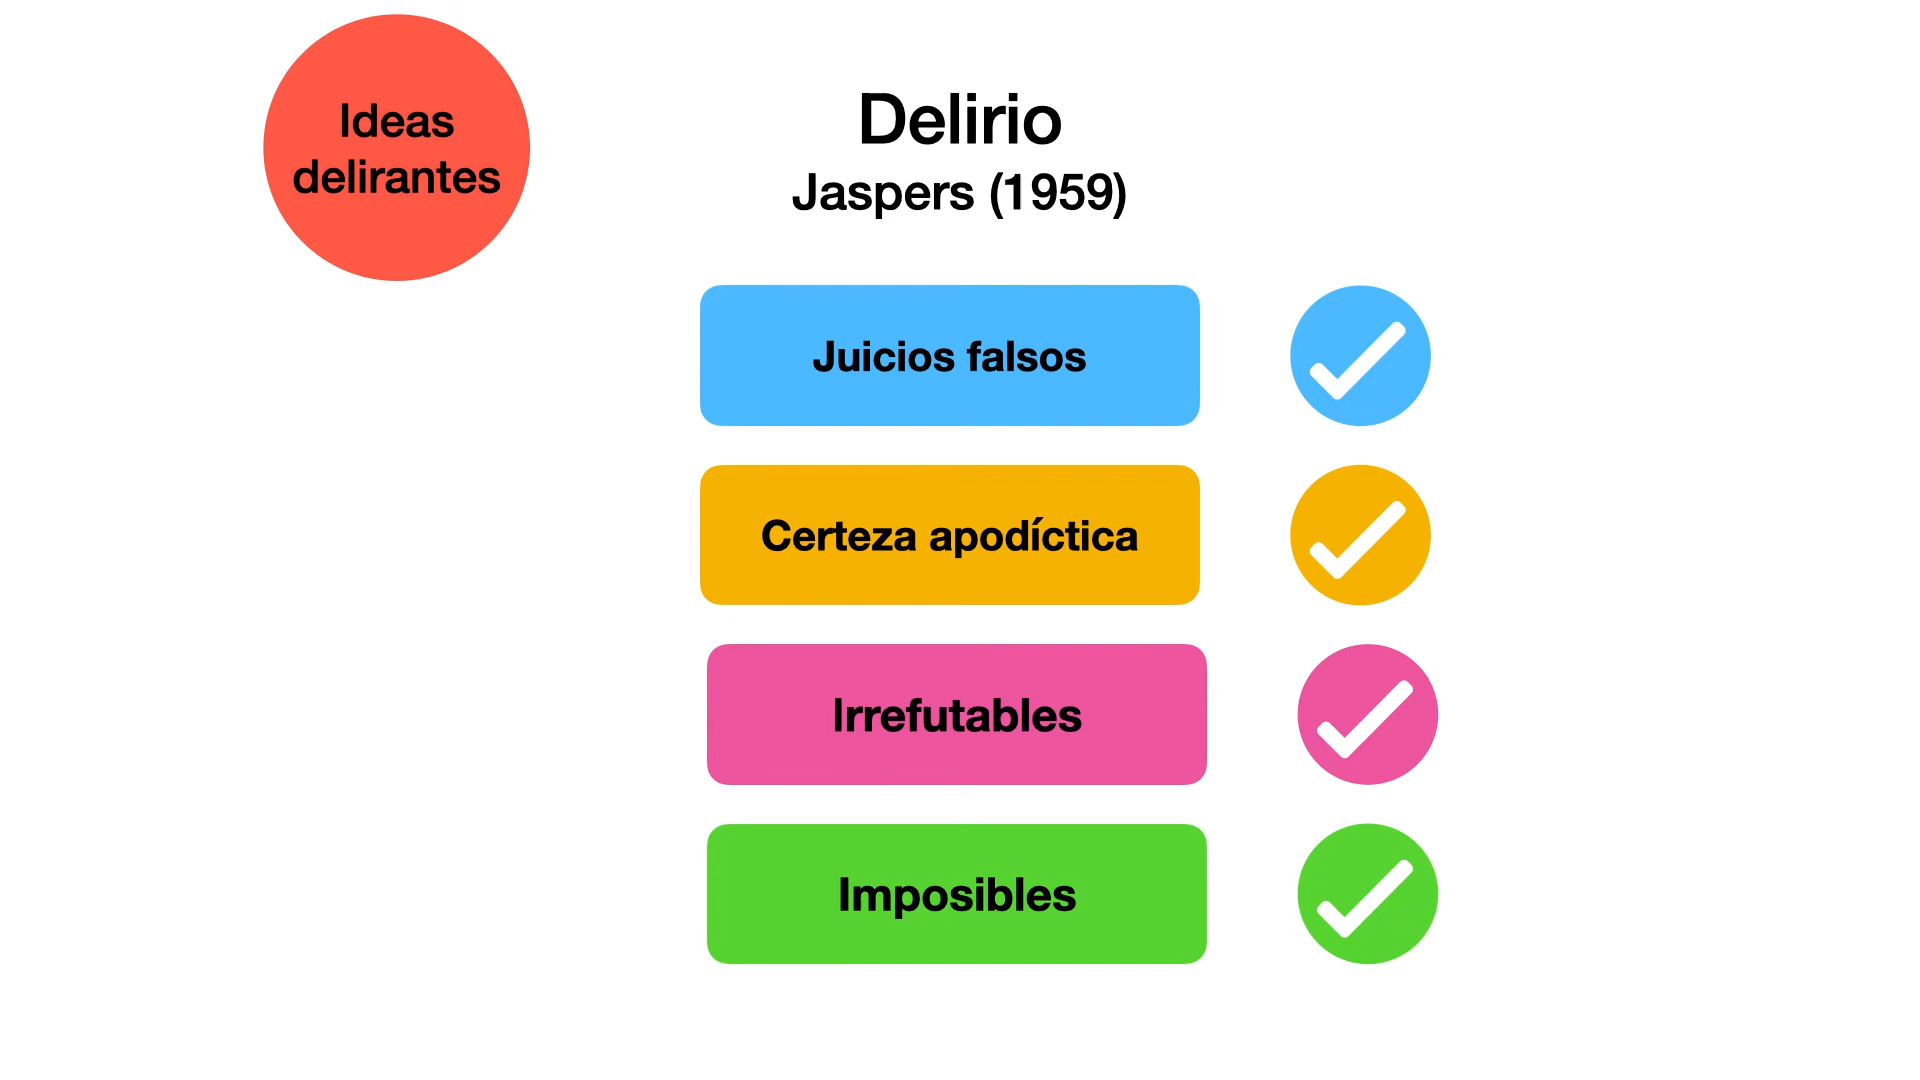 Ideas
delirantes
Delirio
Jaspers (1959)
Juicios falsos
Certeza apodíctica
Irrefutables
Imposibles